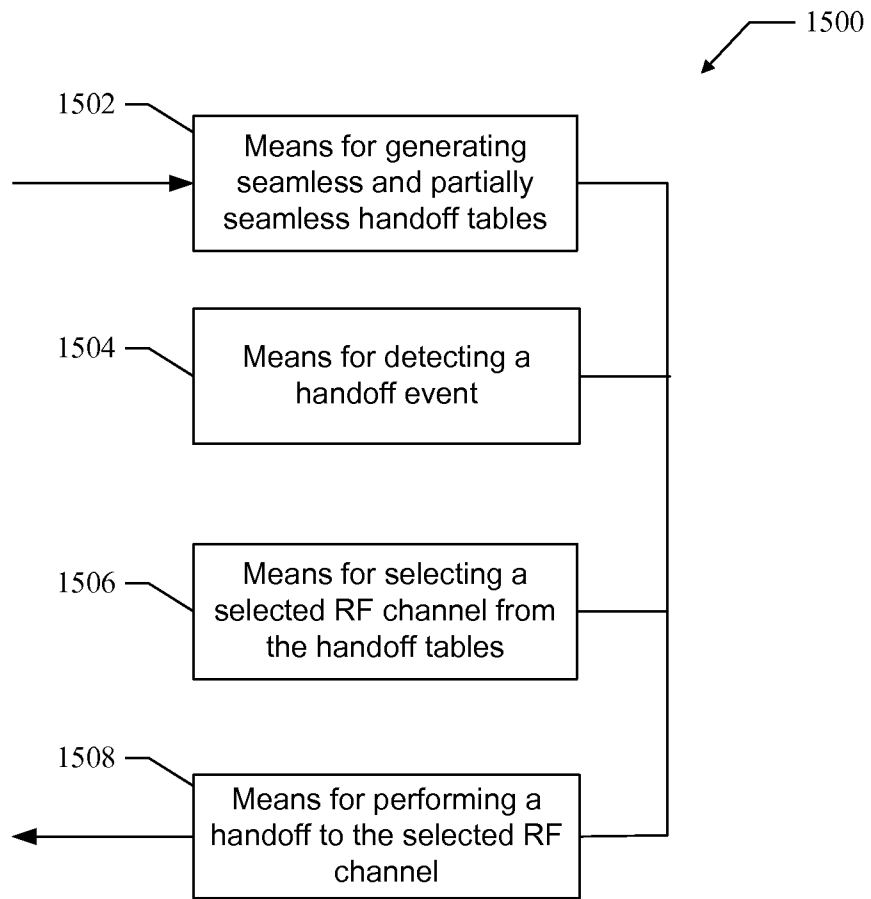 1500
1502
Means for generating
seamless and partially
seamless handoff tables
1504
Means for detecting a
handoff event
1506
Means for selecting a
selected RF channel from
the handoff tables
1508
Means for performing a
handoff to the selected RF
channel